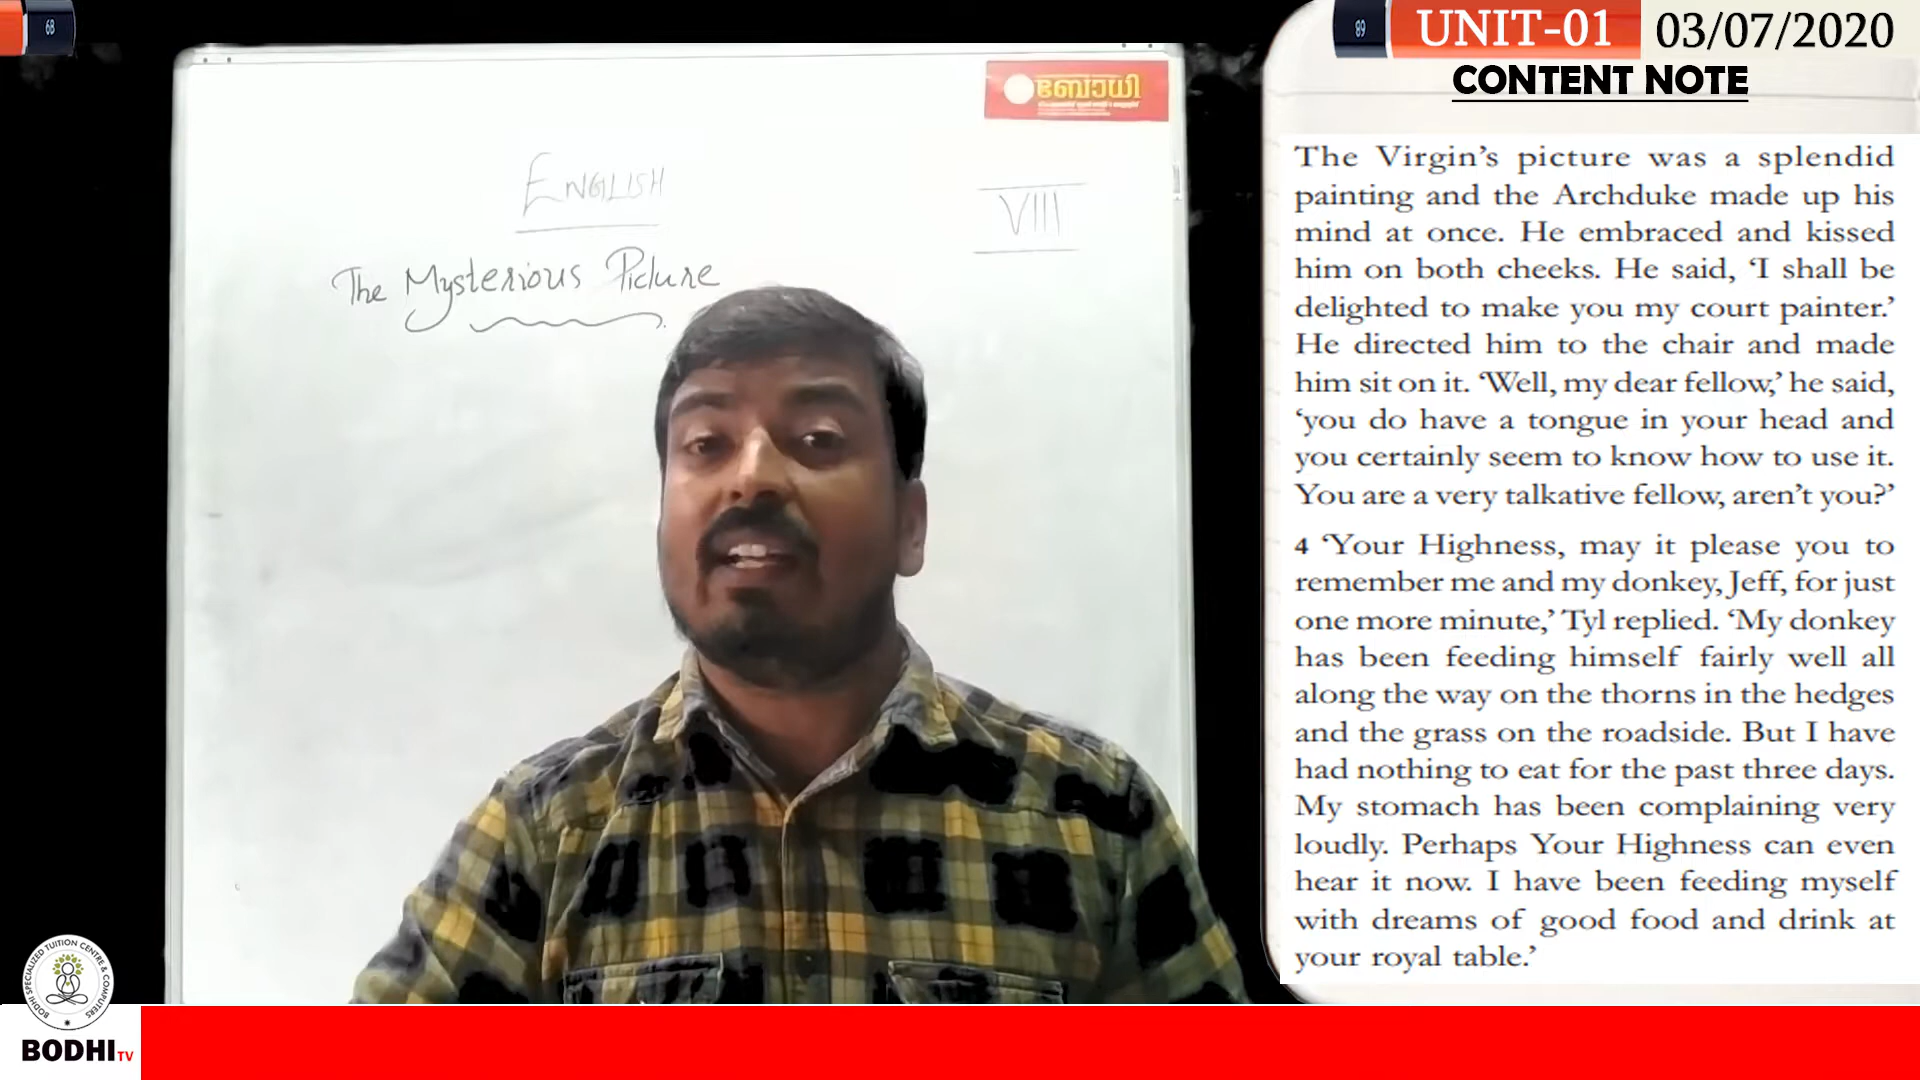 68
ബോധി
ENGLISH
VIII
The Mysterious Picture
89
UNIT-01
03/07/2020
CONTENT NOTE
The Virgin's picture was a splendid
painting and the Archduke made up his
mind at once. He embraced and kissed
him on both cheeks. He said, 'I shall be
delighted to make you my court painter.'
He directed him to the chair and made
him sit on it. 'Well, my dear fellow,' he said,
'you do have a tongue in your head and
you certainly seem to know how to use it.
You are a very talkative fellow, aren't you?'
4 'Your Highness, may it please you to
remember me and my donkey, Jeff, for just
one more minute,' Tyl replied. 'My donkey
has been feeding himself fairly well all
along the way on the thorns in the hedges
and the grass on the roadside. But I have
had nothing to eat for the past three days.
My stomach has been complaining very
loudly. Perhaps Your Highness can even
hear it now. I have been feeding myself
with dreams of good food and drink at
your royal table.'
BODHI SPECIALIZED TUITION CENTRE & COMPUTERS
BODHI TV